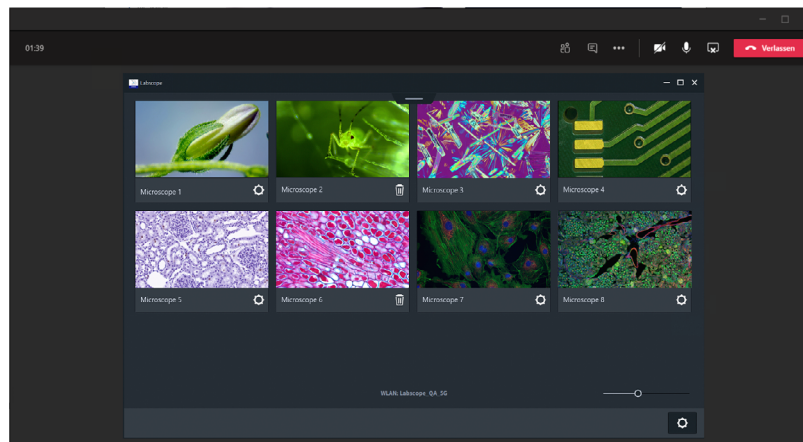 01:39
Verlassen
Labscope
Microscope 1
Microscope 2
Microscope 3
Microscope 4
Microscope 5
Microscope 6
Microscope 7
Microscope 8
WLAN: Labscope_QA_5G